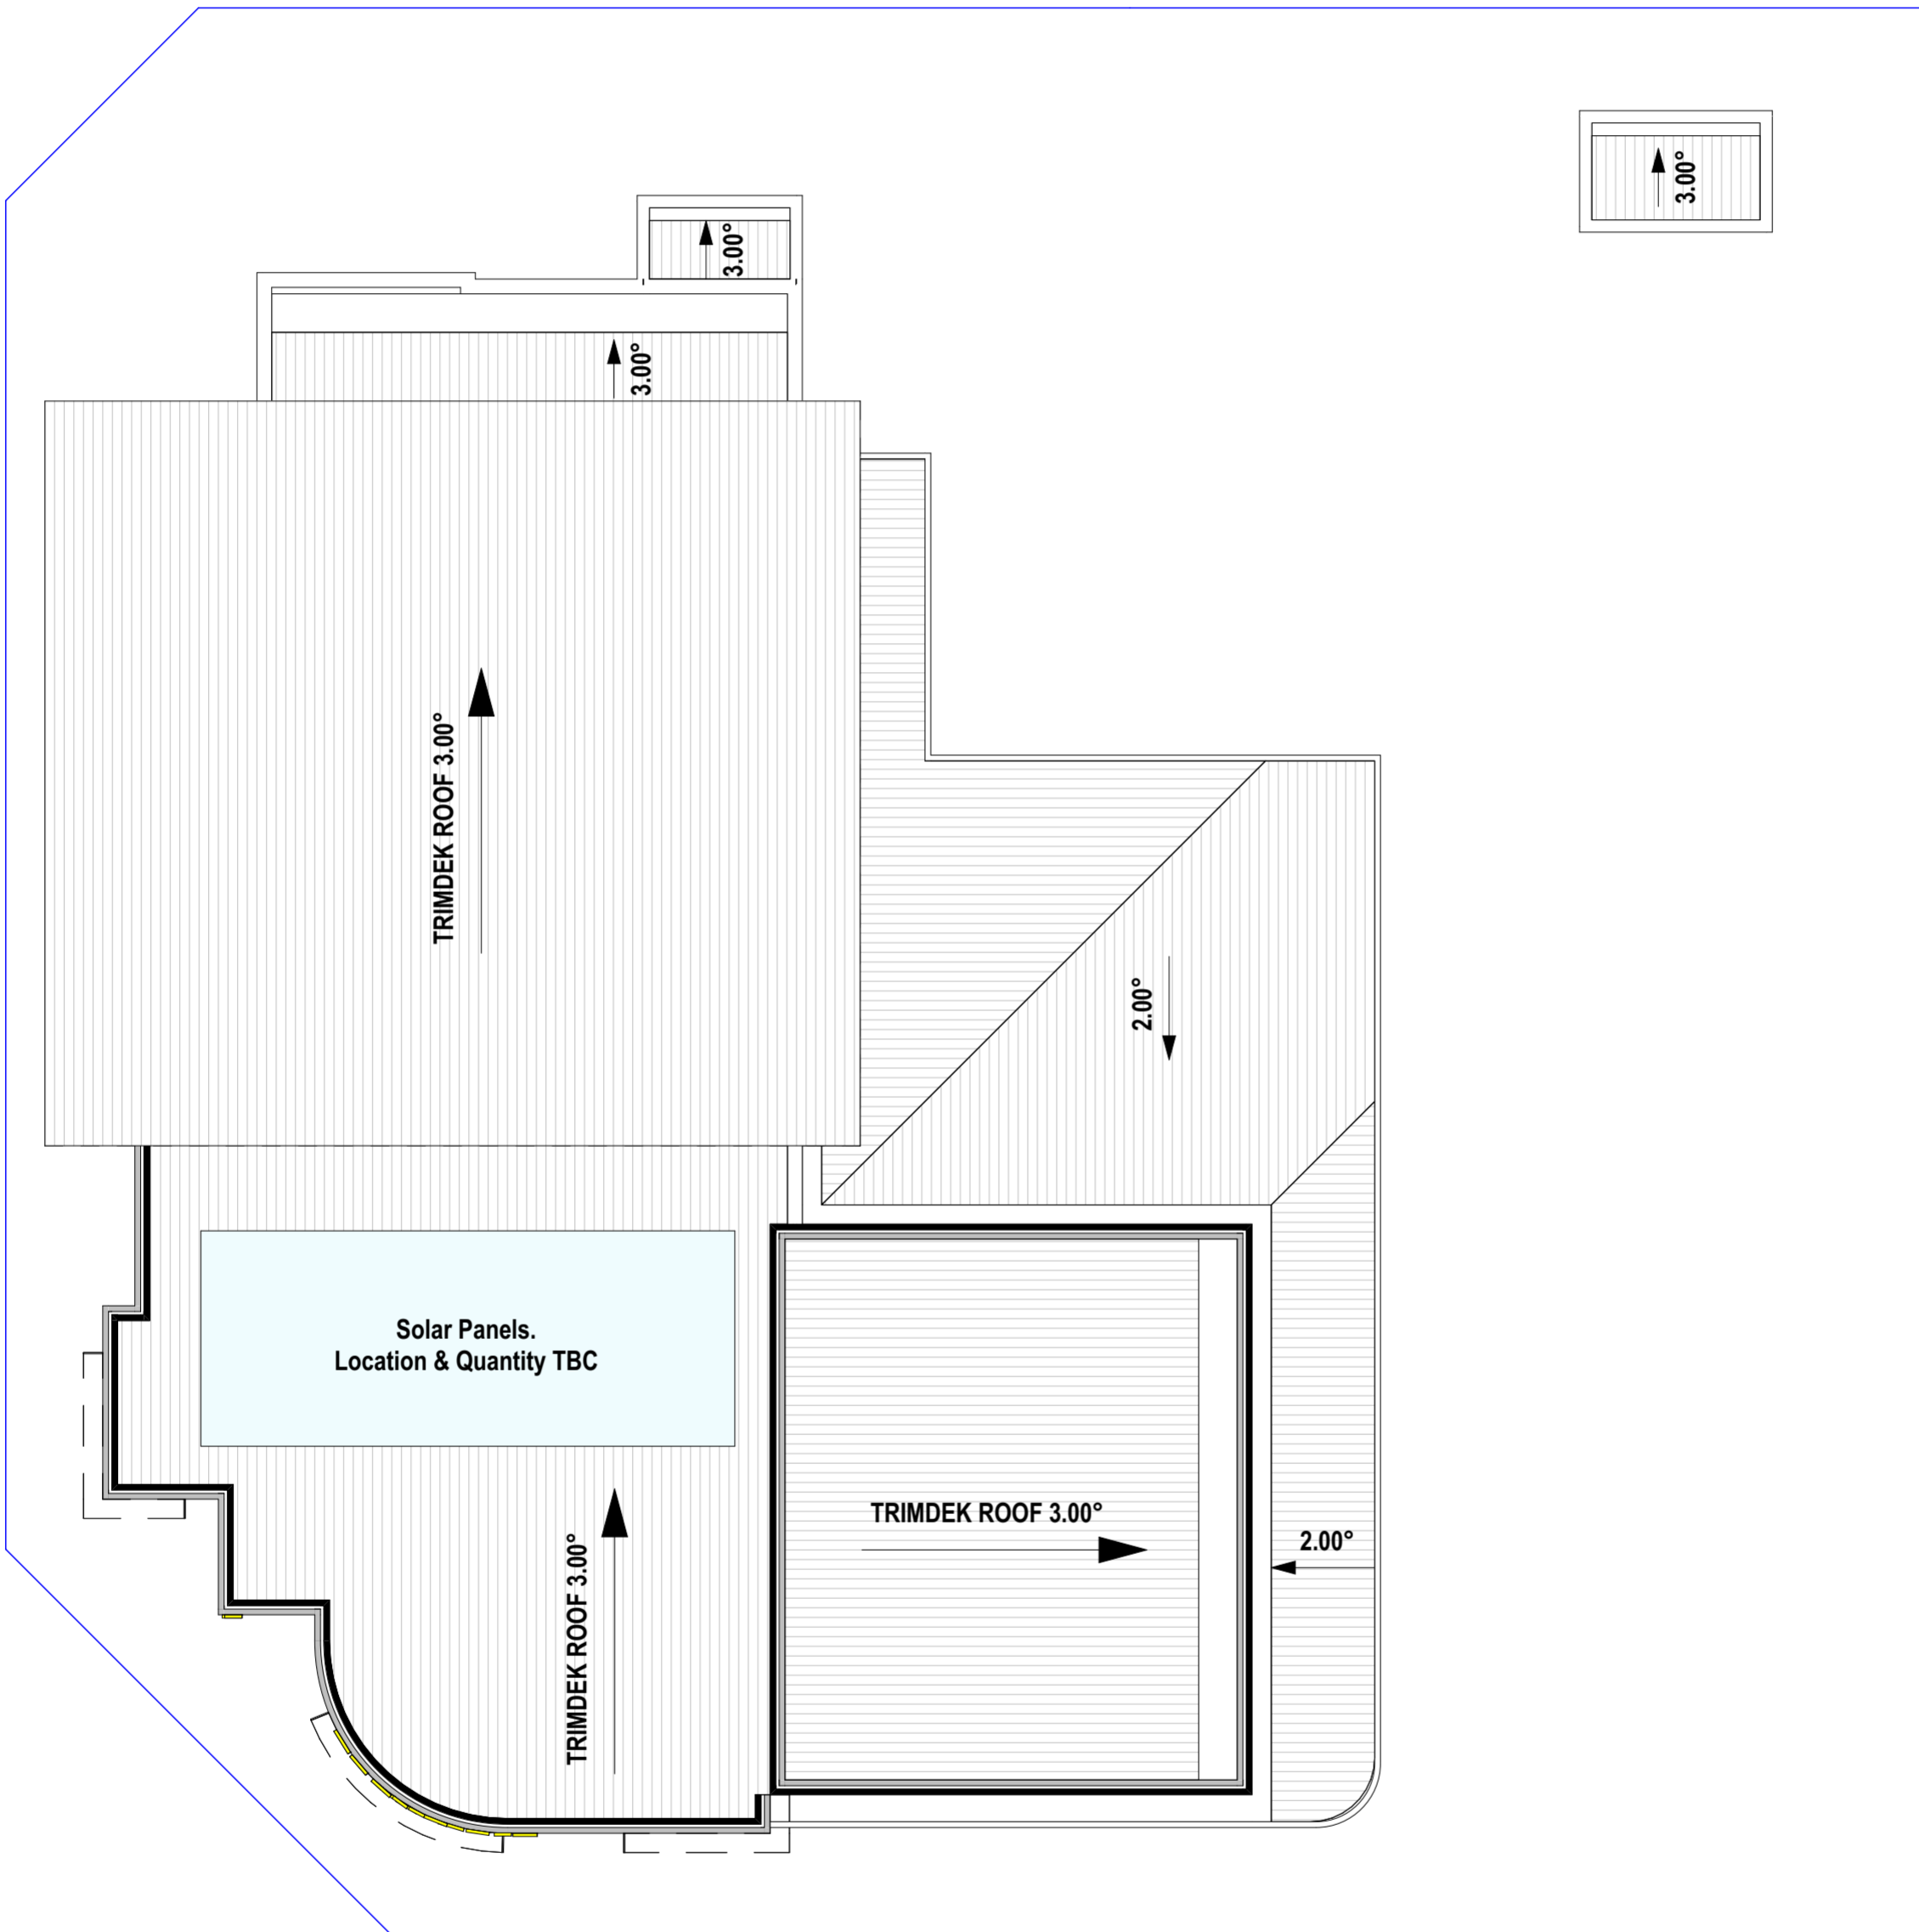 3.00°
3.00°
3.00°
TRIMDEK ROOF 3.00°
2.00°
Solar Panels.
Location & Quantity TBC
TRIMDEK ROOF 3.00°
2.00°
TRIMDEK ROOF 3.00°